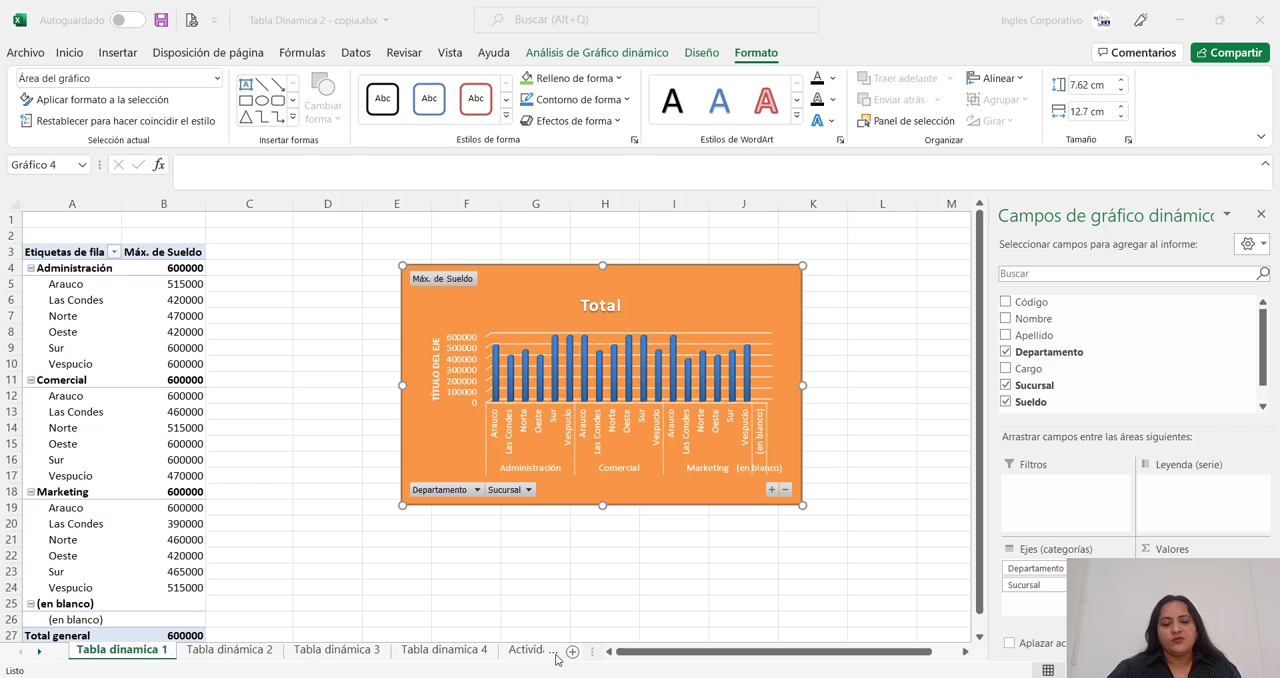 Autoguardado
Tabla Dinamica 2 - copia.xlsx
Buscar (Alt+Q)
Ingles Corporativo
Archivo Inicio Insertar Disposición de página Fórmulas Datos Revisar Vista Ayuda Análisis de Gráfico dinámico Diseño Formato
Comentarios Compartir
Área del gráfico
Aplicar formato a la selección
Restablecer para hacer coincidir el estilo
Selección actual
Cambiar forma
Insertar formas
Abc Abc Abc
Relleno de forma
Contorno de forma
Efectos de forma
Estilos de forma
A A A
Estilos de WordArt
Traer adelante
Enviar atrás
Panel de selección
Alinear
Agrupar
Girar
Organizar
7.62 cm
12.7 cm
Tamaño
Gráfico 4
fx
A B C D E F G H I J K L M
1
2
3 Etiquetas de fila Máx. de Sueldo
4 Administración 600000
5 Arauco 515000
6 Las Condes 420000
7 Norte 470000
8 Oeste 420000
9 Sur 600000
10 Vespucio 600000
11 Comercial 600000
12 Arauco 600000
13 Las Condes 460000
14 Norte 515000
15 Oeste 600000
16 Sur 600000
17 Vespucio 470000
18 Marketing 600000
19 Arauco 600000
20 Las Condes 390000
21 Norte 460000
22 Oeste 420000
23 Sur 465000
24 Vespucio 515000
25 (en blanco)
26 (en blanco)
27 Total general 600000
Máx. de Sueldo
Total
TÍTULO DEL EJE
600000
500000
400000
300000
200000
100000
0
Arauco Las Condes Norte Oeste Sur Vespucio Arauco Las Condes Norte Oeste Sur Vespucio Arauco Las Condes Norte Oeste Sur Vespucio (en blanco)
Administración Comercial Marketing (en blanco)
Departamento Sucursal
+ −
Campos de gráfico dinámic
Seleccionar campos para agregar al informe:
Buscar
Código
Nombre
Apellido
Departamento
Cargo
Sucursal
Sueldo
Arrastrar campos entre las áreas siguientes:
Filtros
Leyenda (serie)
Ejes (categorías)
Σ Valores
Departamento
Sucursal
Aplazar ac
Tabla dinamica 1 Tabla dinámica 2 Tabla dinámica 3 Tabla dinamica 4 Activid ...
Listo